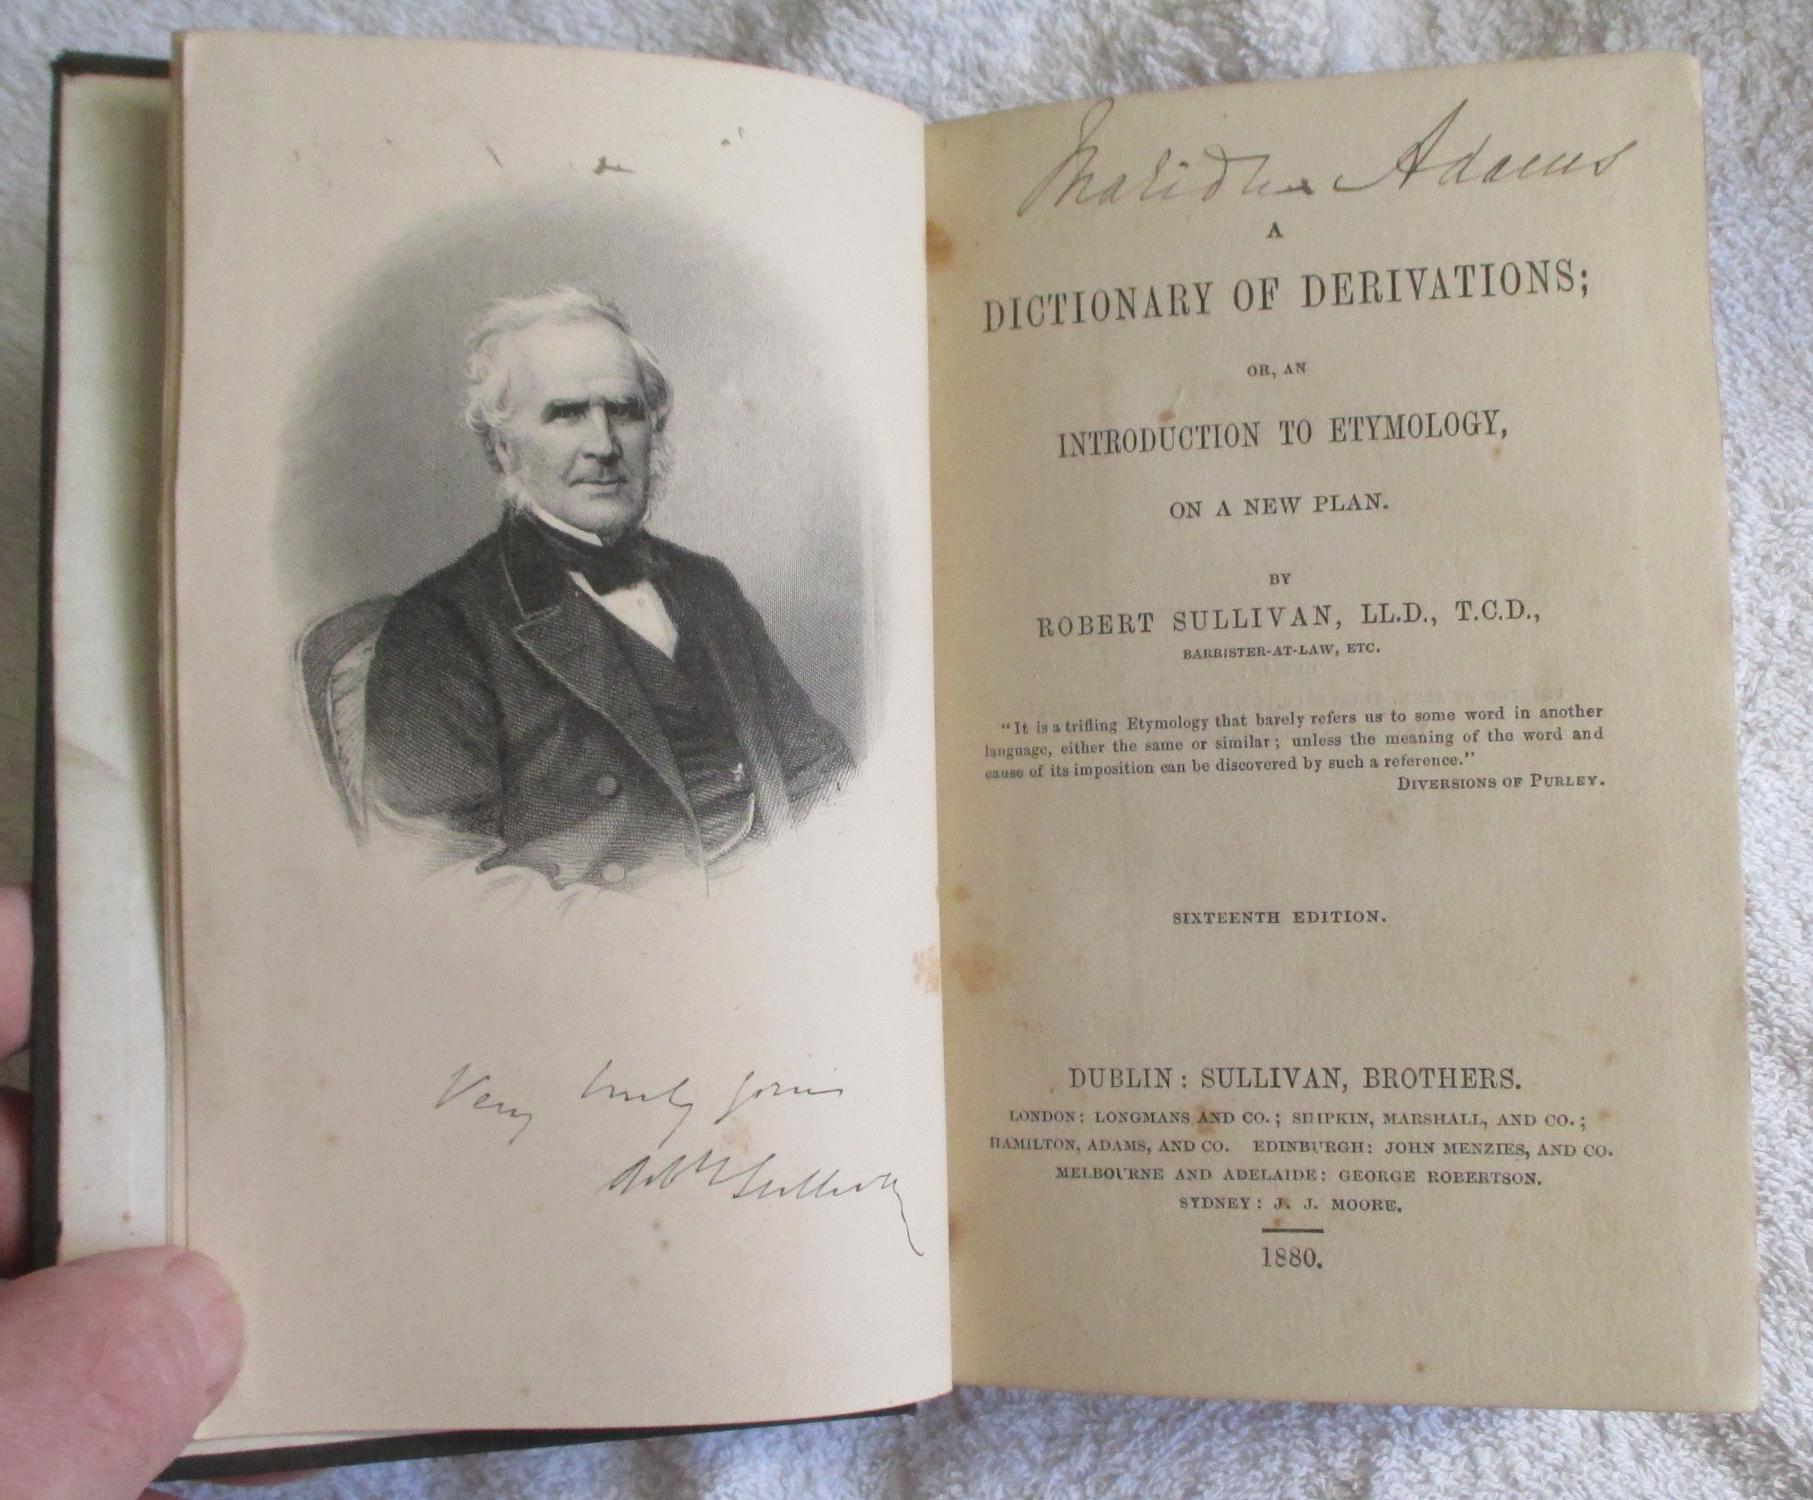 Very truly yours
Robt Sullivan
Adams
A
DICTIONARY OF DERIVATIONS;
OR, AN
INTRODUCTION TO ETYMOLOGY,
ON A NEW PLAN.
BY
ROBERT SULLIVAN, LL.D., T.C.D.,
BARRISTER-AT-LAW, ETC.
"It is a trifling Etymology that barely refers us to some word in another
language, either the same or similar; unless the meaning of the word and
cause of its imposition can be discovered by such a reference."
DIVERSIONS OF PURLEY.
SIXTEENTH EDITION.
DUBLIN: SULLIVAN, BROTHERS.
LONDON: LONGMANS AND CO.; SIMPKIN, MARSHALL, AND CO.;
HAMILTON, ADAMS, AND CO. EDINBURGH: JOHN MENZIES, AND CO.
MELBOURNE AND ADELAIDE: GEORGE ROBERTSON.
SYDNEY: J. J. MOORE.
1880.